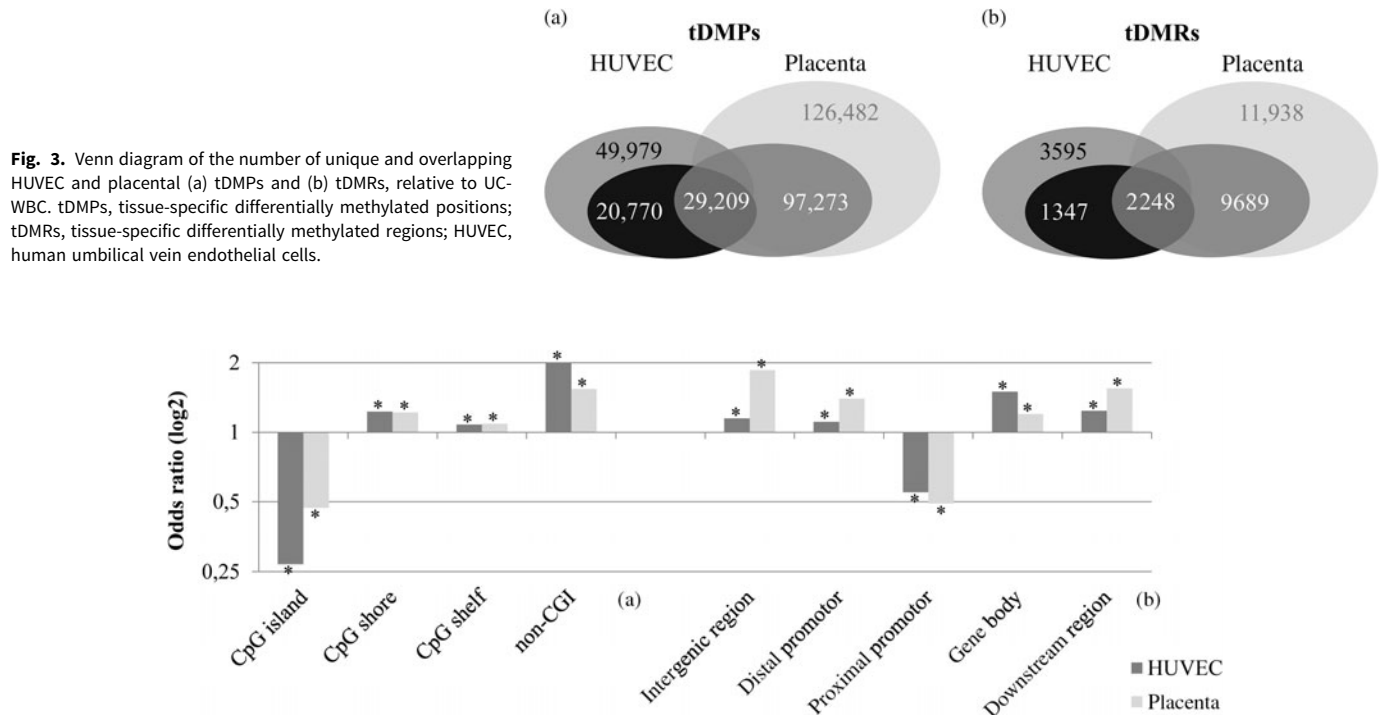 Fig. 3. Venn diagram of the number of unique and overlapping
HUVEC and placental (a) tDMPs and (b) tDMRs, relative to UC-
WBC. tDMPs, tissue-specific differentially methylated positions;
tDMRs, tissue-specific differentially methylated regions; HUVEC,
human umbilical vein endothelial cells.
(a)
tDMPs
HUVEC Placenta
126,482
49,979
20,770 29,209 97,273
(b)
tDMRs
HUVEC Placenta
11,938
3595
1347 2248 9689
Odds ratio (log2)
2
1
0,5
0,25
* * * * * * * *
* * * * * * * * * *
CpG island
CpG shore
CpG shelf
non-CGI
(a)
Intergenic region
Distal promotor
Proximal promotor
Gene body
Downstream region
(b)
HUVEC
Placenta